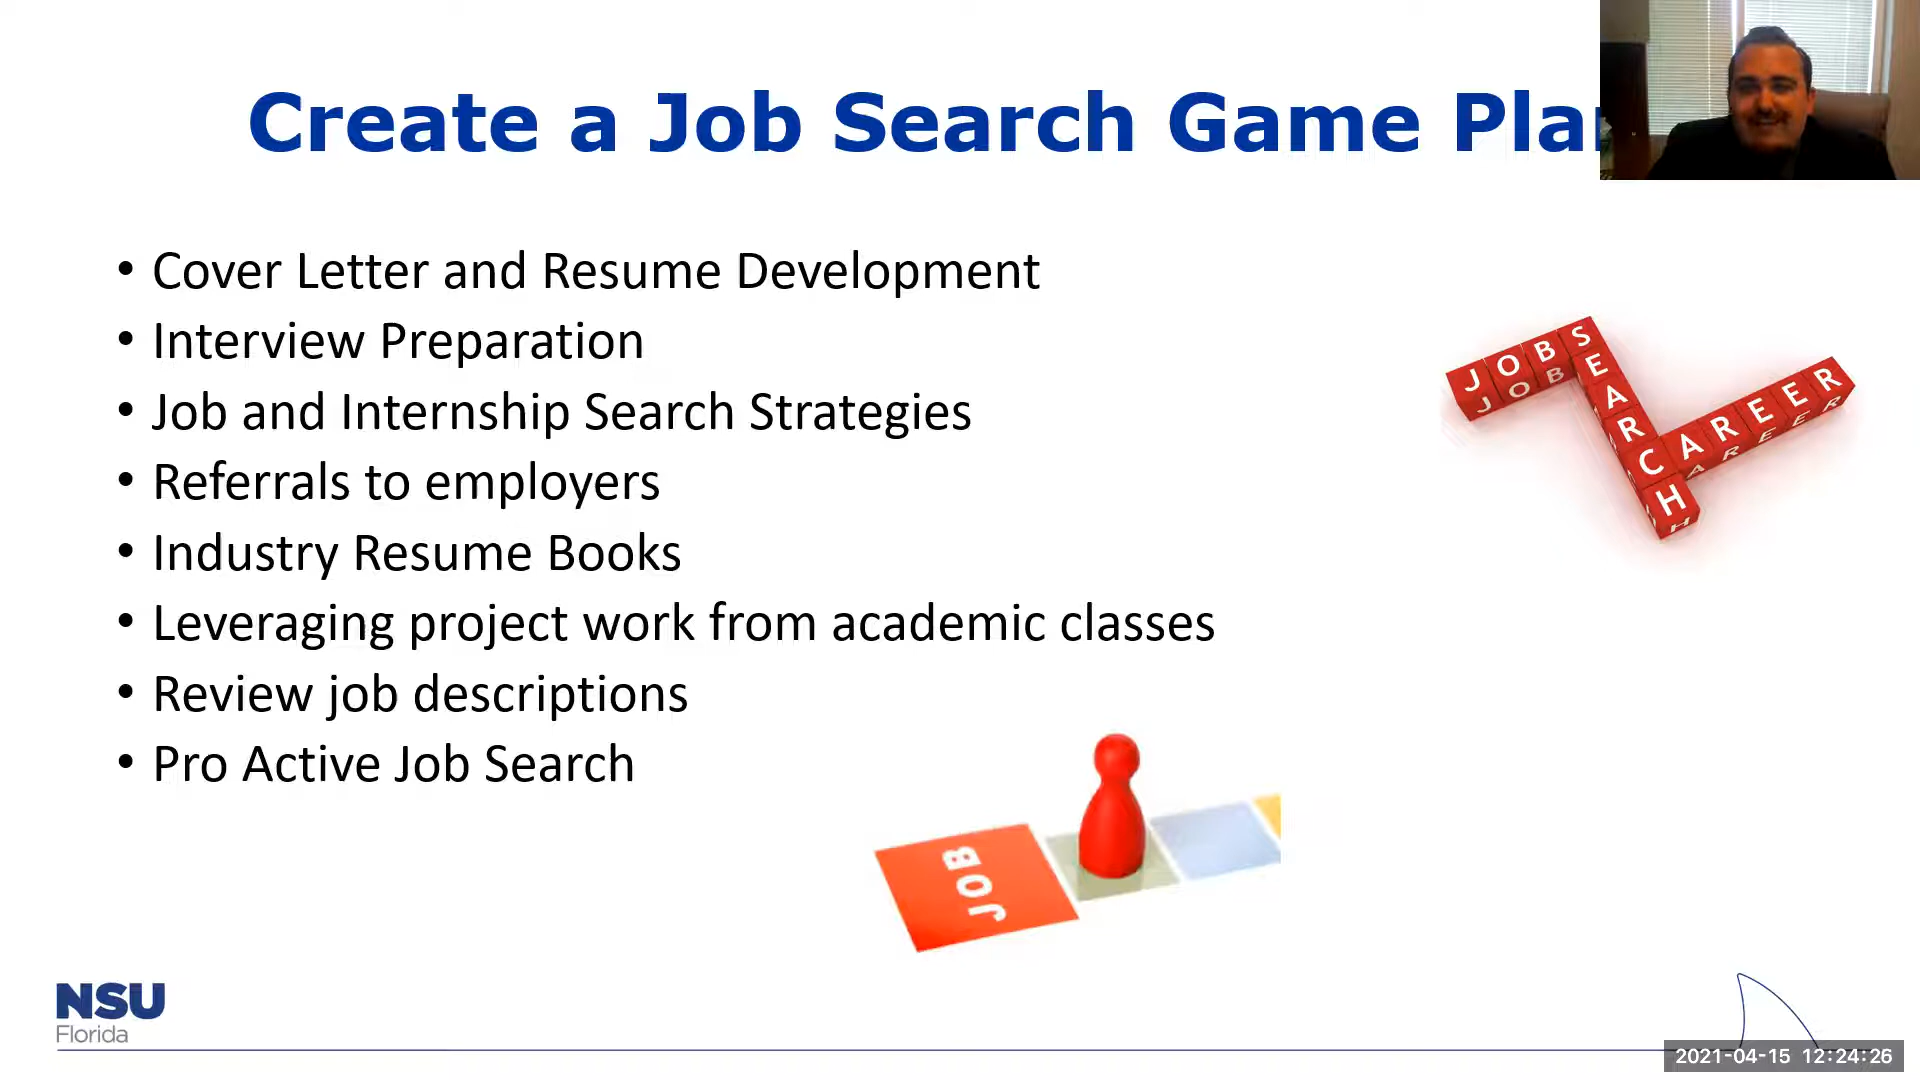 Create a Job Search Game Plan
• Cover Letter and Resume Development
• Interview Preparation
• Job and Internship Search Strategies
• Referrals to employers
• Industry Resume Books
• Leveraging project work from academic classes
• Review job descriptions
• Pro Active Job Search
JOBS
SEARCH
CAREER
JOB
NSU
Florida
2021-04-15 12:24:26